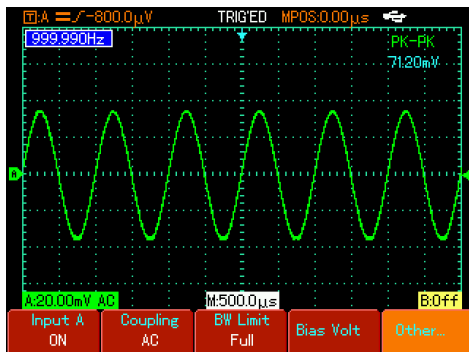 T:A -800.0µV TRIG'ED MPOS:0.00µs
999.990Hz PK-PK
71.20mV
A
A:20.00mV AC M:500.0µs B:Off
Input A Coupling BW Limit Bias Volt Other...
ON AC Full